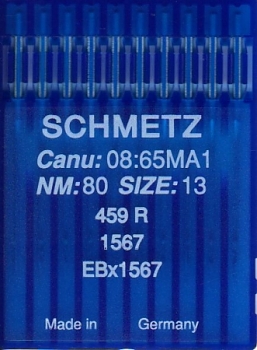 SCHMETZ
Canu: 08:65MA1
NM: 80 SIZE: 13
459 R
1567
EBx1567
Made in Germany